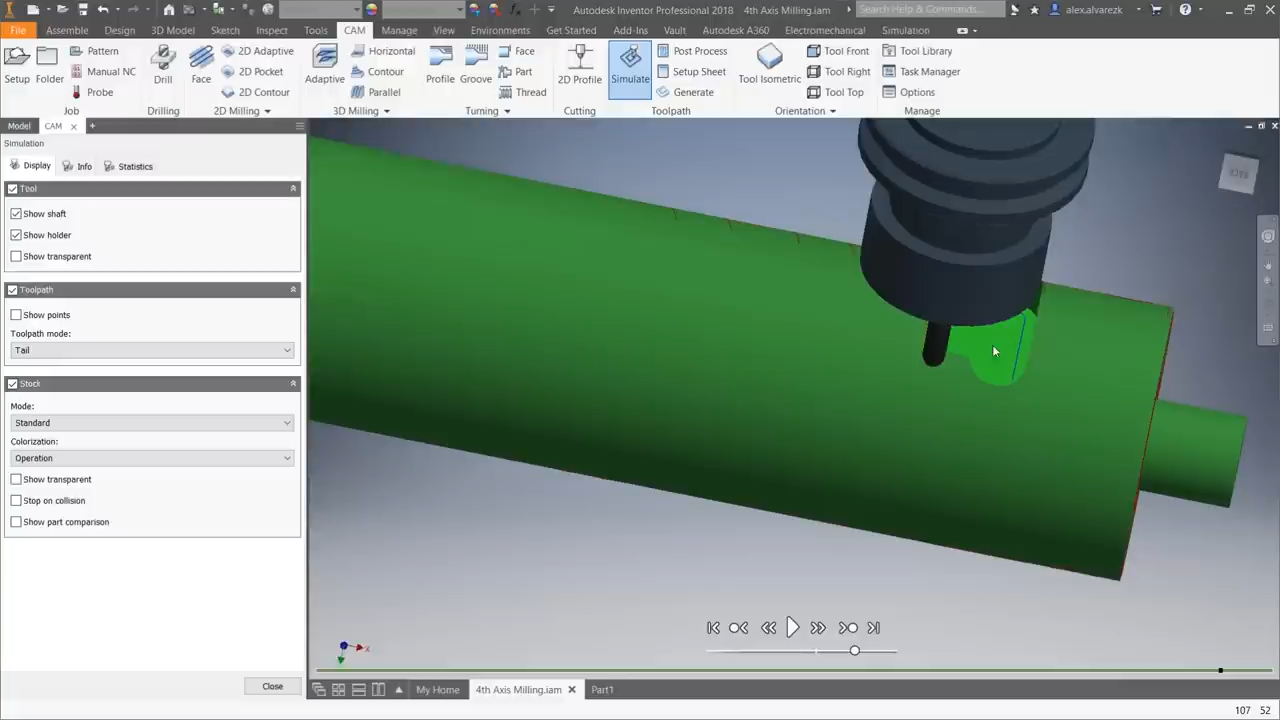 Autodesk Inventor Professional 2018  4th Axis Milling.iam
Search Help & Commands...
alex.alvarezk
File Assemble Design 3D Model Sketch Inspect Tools CAM Manage View Environments Get Started Add-Ins Vault Autodesk A360 Electromechanical Simulation
Pattern 2D Adaptive Horizontal Face Post Process Tool Front Tool Library
Manual NC 2D Pocket Contour Part Setup Sheet Tool Right Task Manager
Setup Folder Drill Face Adaptive Profile Groove 2D Profile Simulate Tool Isometric
Probe 2D Contour Parallel Thread Generate Tool Top Options
Job Drilling 2D Milling 3D Milling Turning Cutting Toolpath Orientation Manage
Model CAM
Simulation
Display Info Statistics
Tool
Show shaft
Show holder
Show transparent
Toolpath
Show points
Toolpath mode:
Tail
Stock
Mode:
Standard
Colorization:
Operation
Show transparent
Stop on collision
Show part comparison
x
Close
My Home 4th Axis Milling.iam Part1
107 52